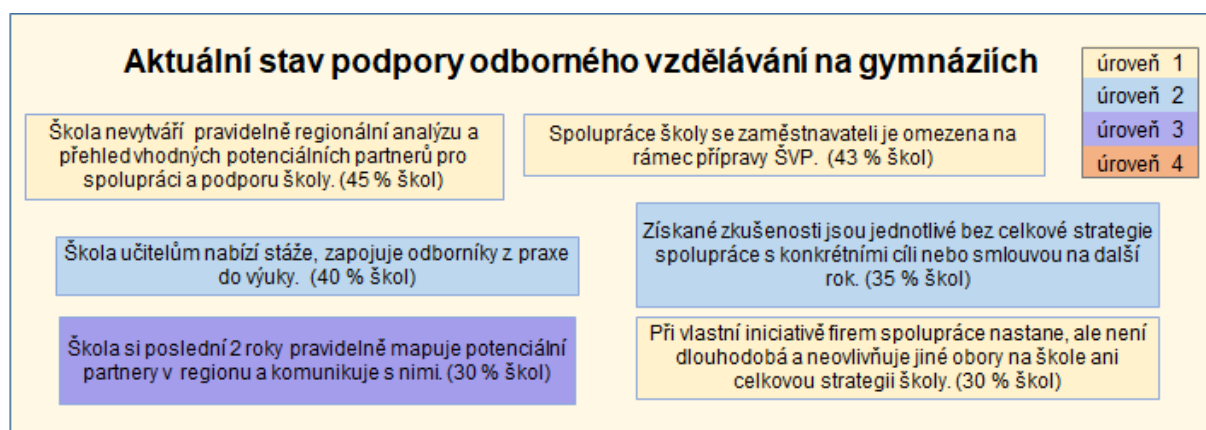 Aktuální stav podpory odborného vzdělávání na gymnáziích
úroveň 1
úroveň 2
úroveň 3
úroveň 4
Škola nevytváří pravidelně regionální analýzu a
přehled vhodných potenciálních partnerů pro
spolupráci a podporu školy. (45 % škol)
Spolupráce školy se zaměstnavateli je omezena na
rámec přípravy ŠVP. (43 % škol)
Škola učitelům nabízí stáže, zapojuje odborníky z praxe
do výuky. (40 % škol)
Získané zkušenosti jsou jednotlivé bez celkové strategie
spolupráce s konkrétními cíli nebo smlouvou na další
rok. (35 % škol)
Škola si poslední 2 roky pravidelně mapuje potenciální
partnery v regionu a komunikuje s nimi. (30 % škol)
Při vlastní iniciativě firem spolupráce nastane, ale není
dlouhodobá a neovlivňuje jiné obory na škole ani
celkovou strategii školy. (30 % škol)